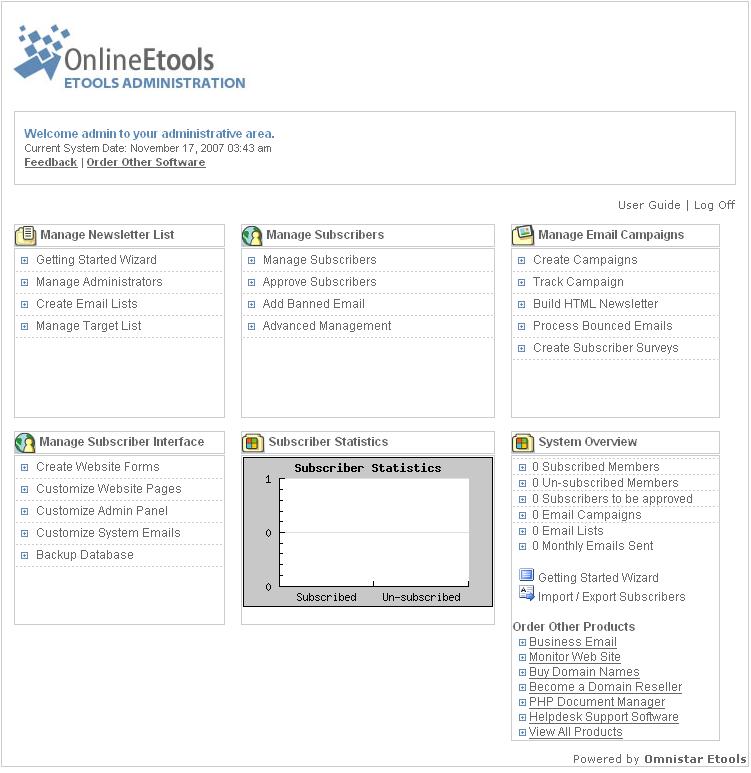 OnlineEtools
ETOOLS ADMINISTRATION
Welcome admin to your administrative area.
Current System Date: November 17, 2007 03:43 am
Feedback | Order Other Software
User Guide | Log Off
Manage Newsletter List
Getting Started Wizard
Manage Administrators
Create Email Lists
Manage Target List
Manage Subscribers
Manage Subscribers
Approve Subscribers
Add Banned Email
Advanced Management
Manage Email Campaigns
Create Campaigns
Track Campaign
Build HTML Newsletter
Process Bounced Emails
Create Subscriber Surveys
Manage Subscriber Interface
Create Website Forms
Customize Website Pages
Customize Admin Panel
Customize System Emails
Backup Database
Subscriber Statistics
Subscriber Statistics
1
0
0
Subscribed Un-subscribed
System Overview
0 Subscribed Members
0 Un-subscribed Members
0 Subscribers to be approved
0 Email Campaigns
0 Email Lists
0 Monthly Emails Sent
Getting Started Wizard
Import / Export Subscribers
Order Other Products
Business Email
Monitor Web Site
Buy Domain Names
Become a Domain Reseller
PHP Document Manager
Helpdesk Support Software
View All Products
Powered by Omnistar Etools